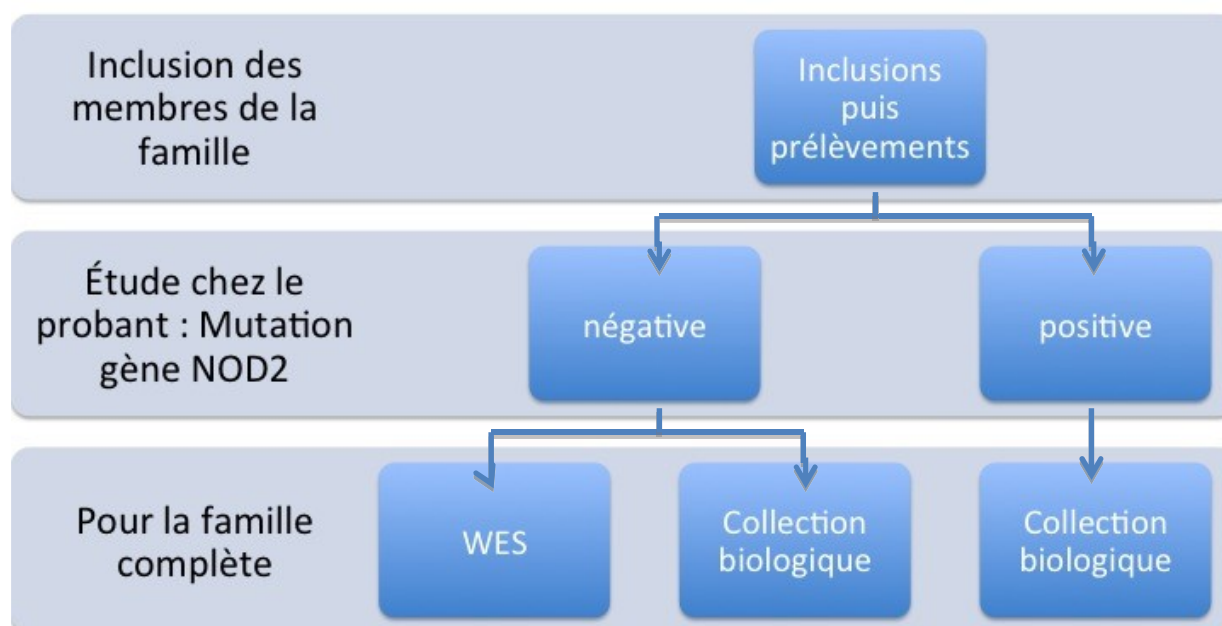 Inclusion des
membres de la
famille
Inclusions
puis
prélèvements
Étude chez le
probant : Mutation
gène NOD2
négative
positive
Pour la famille
complète
WES
Collection
biologique
Collection
biologique